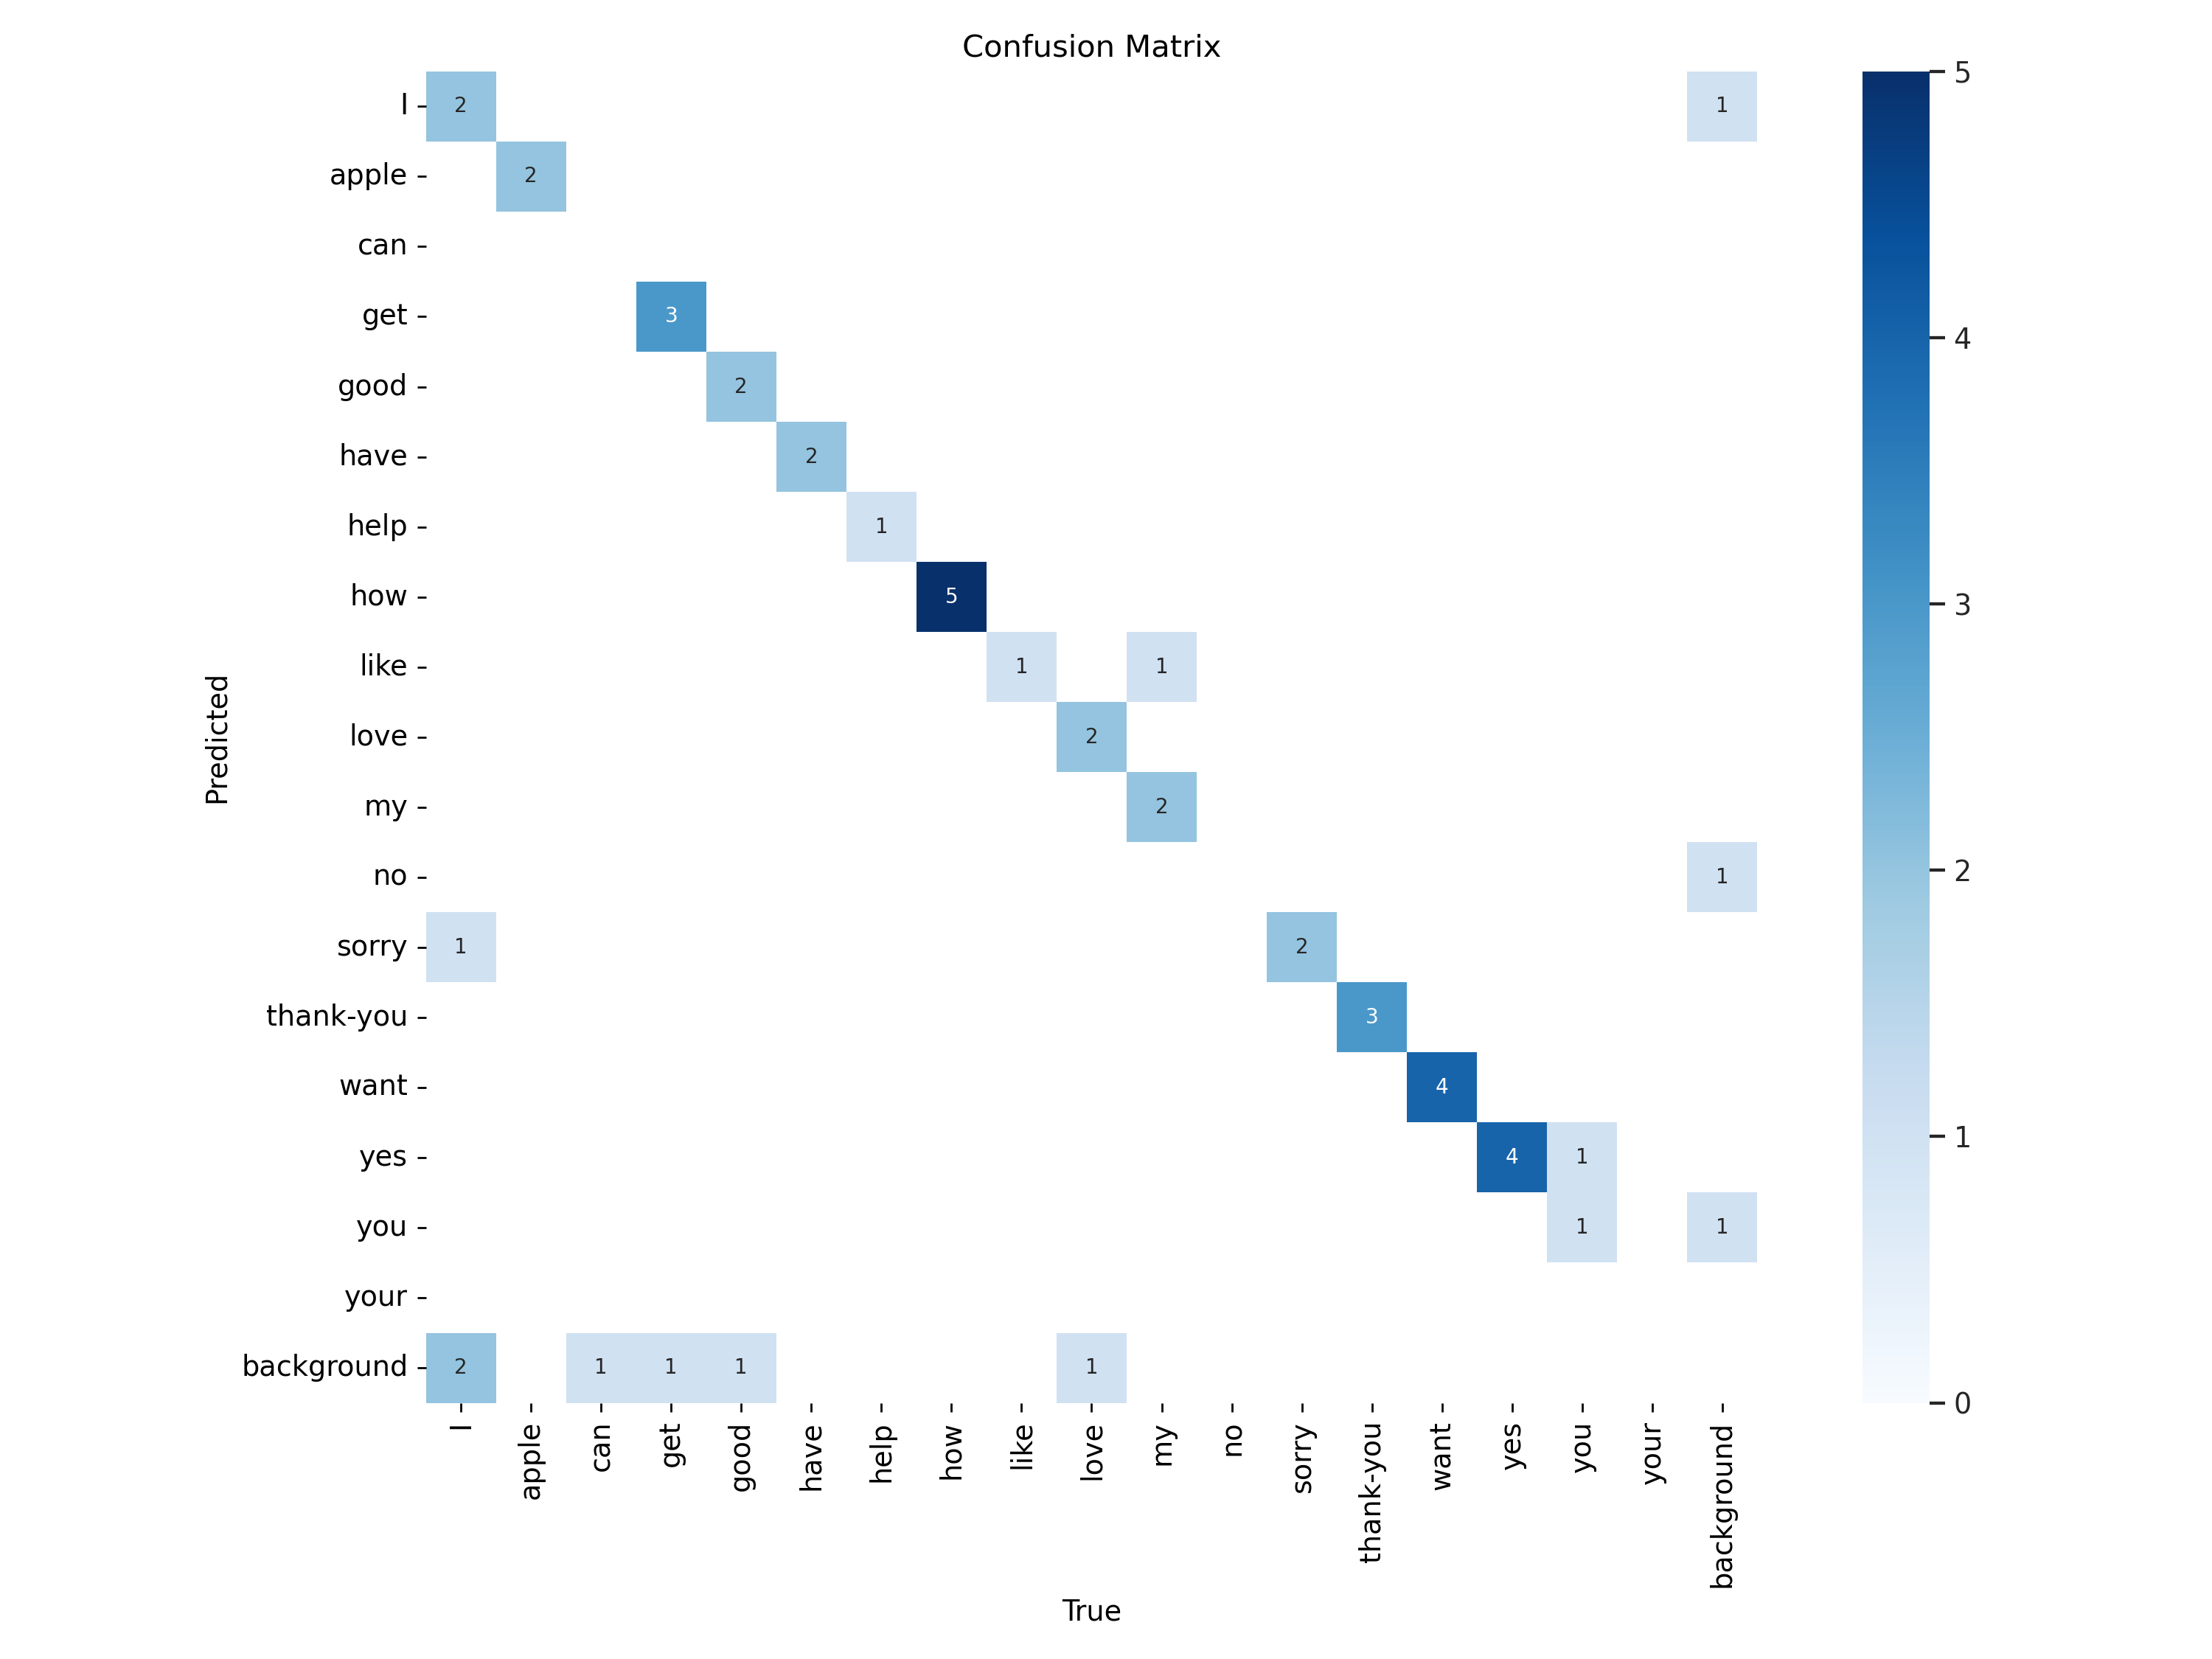 Confusion Matrix
I 2 1
apple 2
can
get 3
good 2
have 2
help 1
how 5
like 1 1
love 2
my 2
no 1
sorry 1 2
thank-you 3
want 4
yes 4 1
you 1 1
your
background 2 1 1 1 1
Predicted
I apple can get good have help how like love my no sorry thank-you want yes you your background
True
5
4
3
2
1
0